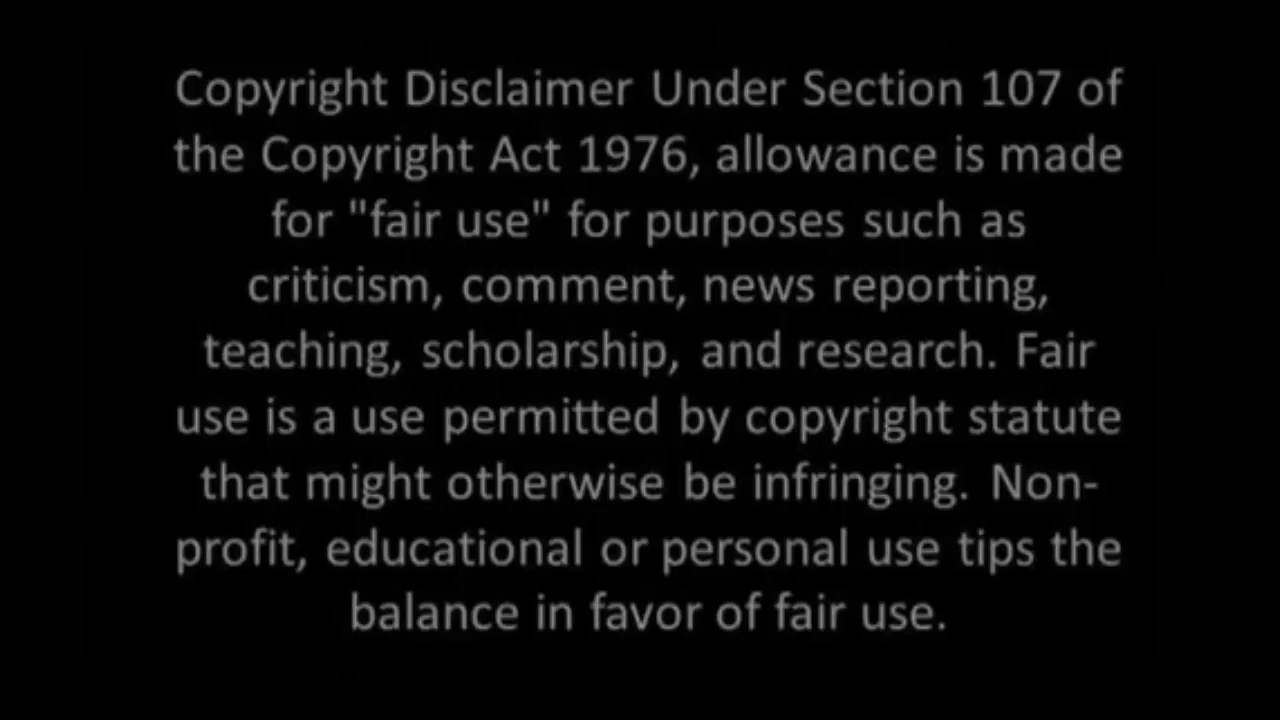 Copyright Disclaimer Under Section 107 of
the Copyright Act 1976, allowance is made
for "fair use" for purposes such as
criticism, comment, news reporting,
teaching, scholarship, and research. Fair
use is a use permitted by copyright statute
that might otherwise be infringing. Non-
profit, educational or personal use tips the
balance in favor of fair use.